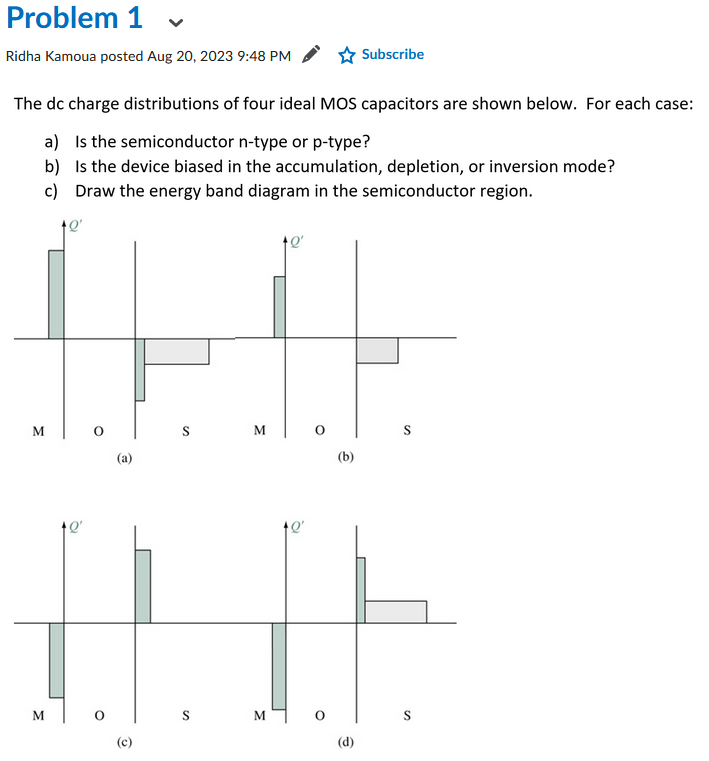 Problem 1
Ridha Kamoua posted Aug 20, 2023 9:48 PM Subscribe
The dc charge distributions of four ideal MOS capacitors are shown below. For each case:
a) Is the semiconductor n-type or p-type?
b) Is the device biased in the accumulation, depletion, or inversion mode?
c) Draw the energy band diagram in the semiconductor region.
Q' Q'
M O S M O S
(a) (b)
Q' Q'
M O S M O S
(c) (d)